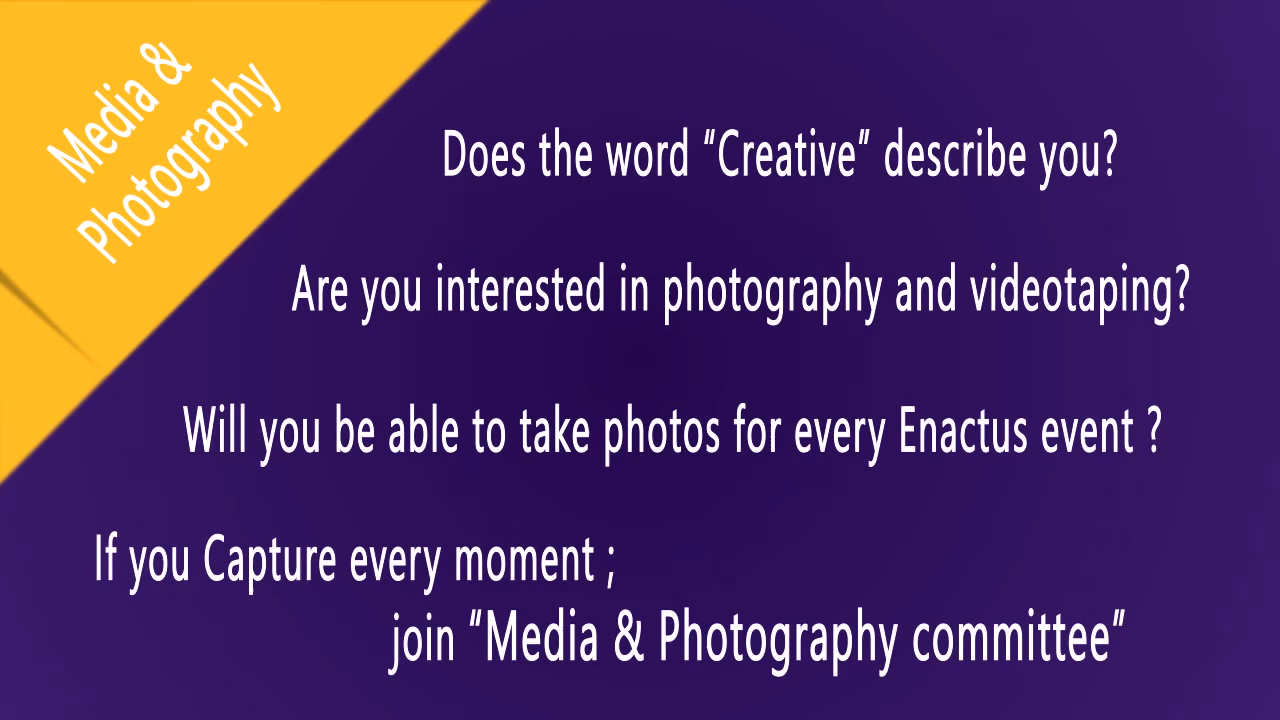 Media &
Photography
Does the word “Creative” describe you?
Are you interested in photography and videotaping?
Will you be able to take photos for every Enactus event ?
If you Capture every moment ;
join “Media & Photography committee”